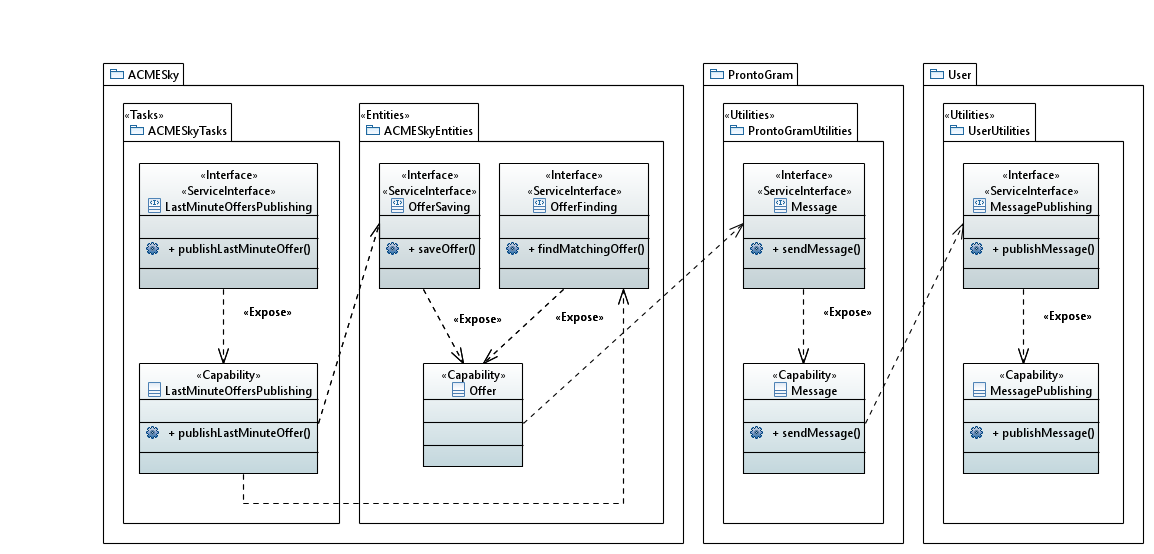 ACMESky
«Tasks»
ACMESkyTasks
«Interface»
«ServiceInterface»
LastMinuteOffersPublishing
+ publishLastMinuteOffer()
«Expose»
«Capability»
LastMinuteOffersPublishing
+ publishLastMinuteOffer()
«Entities»
ACMESkyEntities
«Interface»
«ServiceInterface»
OfferSaving
+ saveOffer()
«Interface»
«ServiceInterface»
OfferFinding
+ findMatchingOffer()
«Expose»
«Expose»
«Capability»
Offer
ProntoGram
«Utilities»
ProntoGramUtilities
«Interface»
«ServiceInterface»
Message
+ sendMessage()
«Expose»
«Capability»
Message
+ sendMessage()
User
«Utilities»
UserUtilities
«Interface»
«ServiceInterface»
MessagePublishing
+ publishMessage()
«Expose»
«Capability»
MessagePublishing
+ publishMessage()